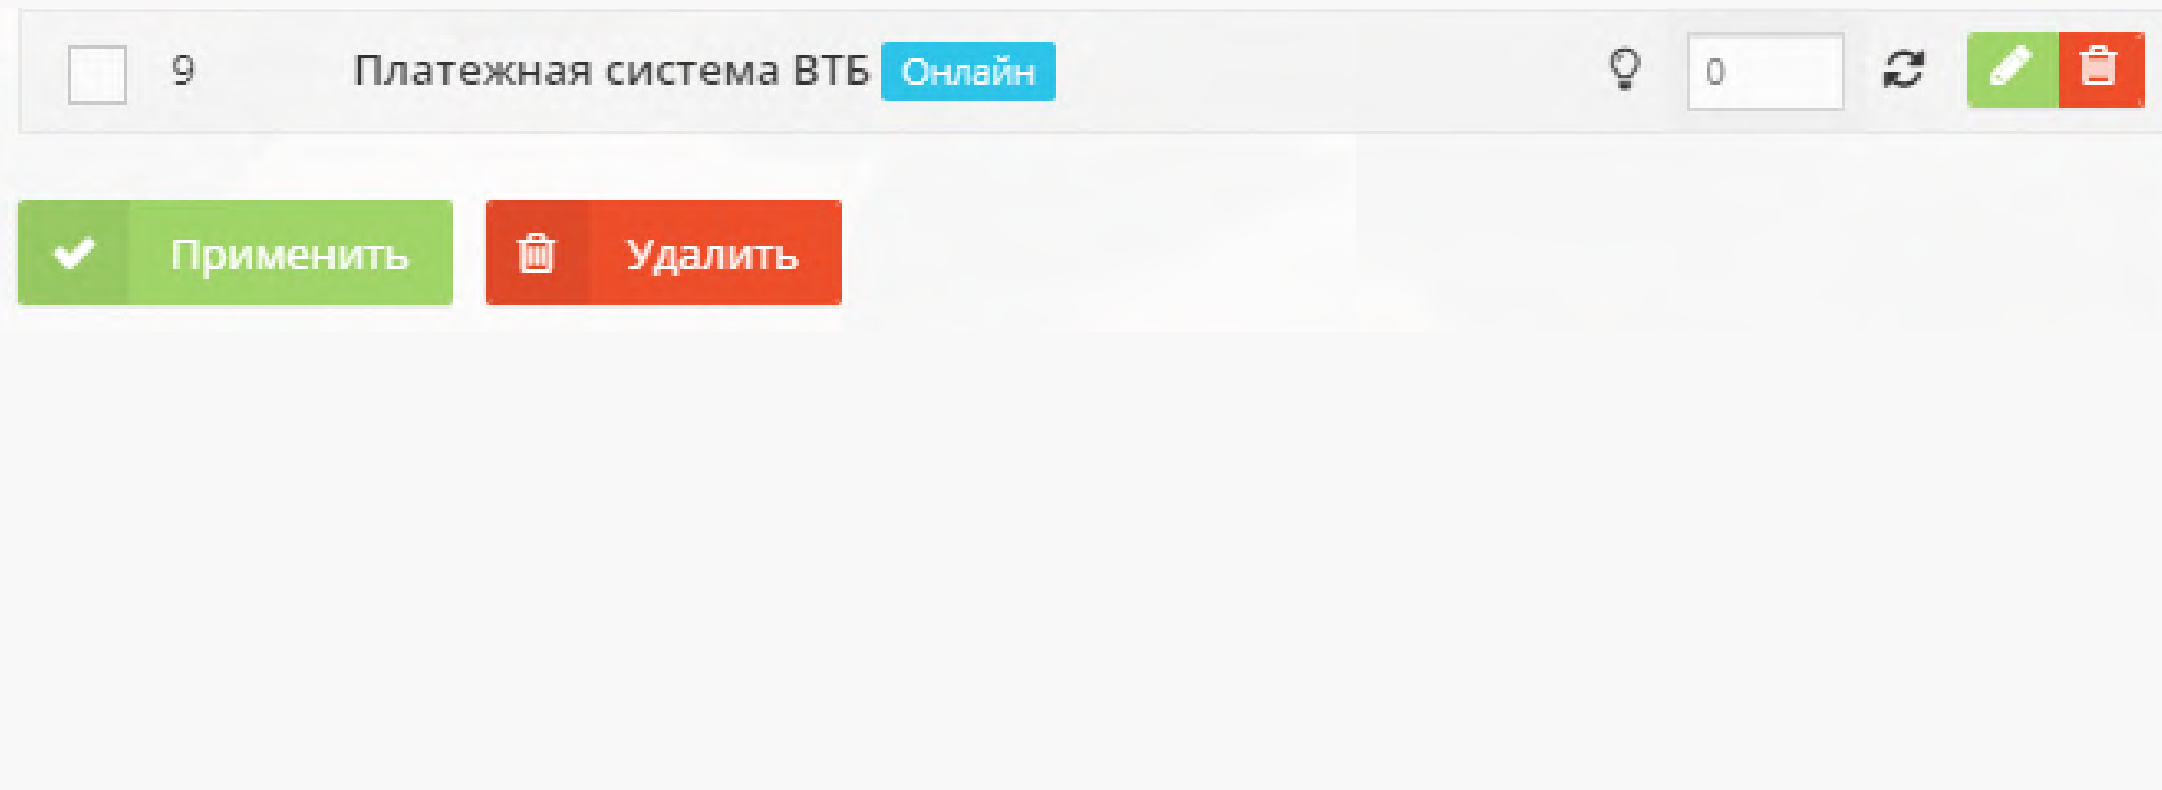 9 Платежная система ВТБ Онлайн 0
Применить Удалить